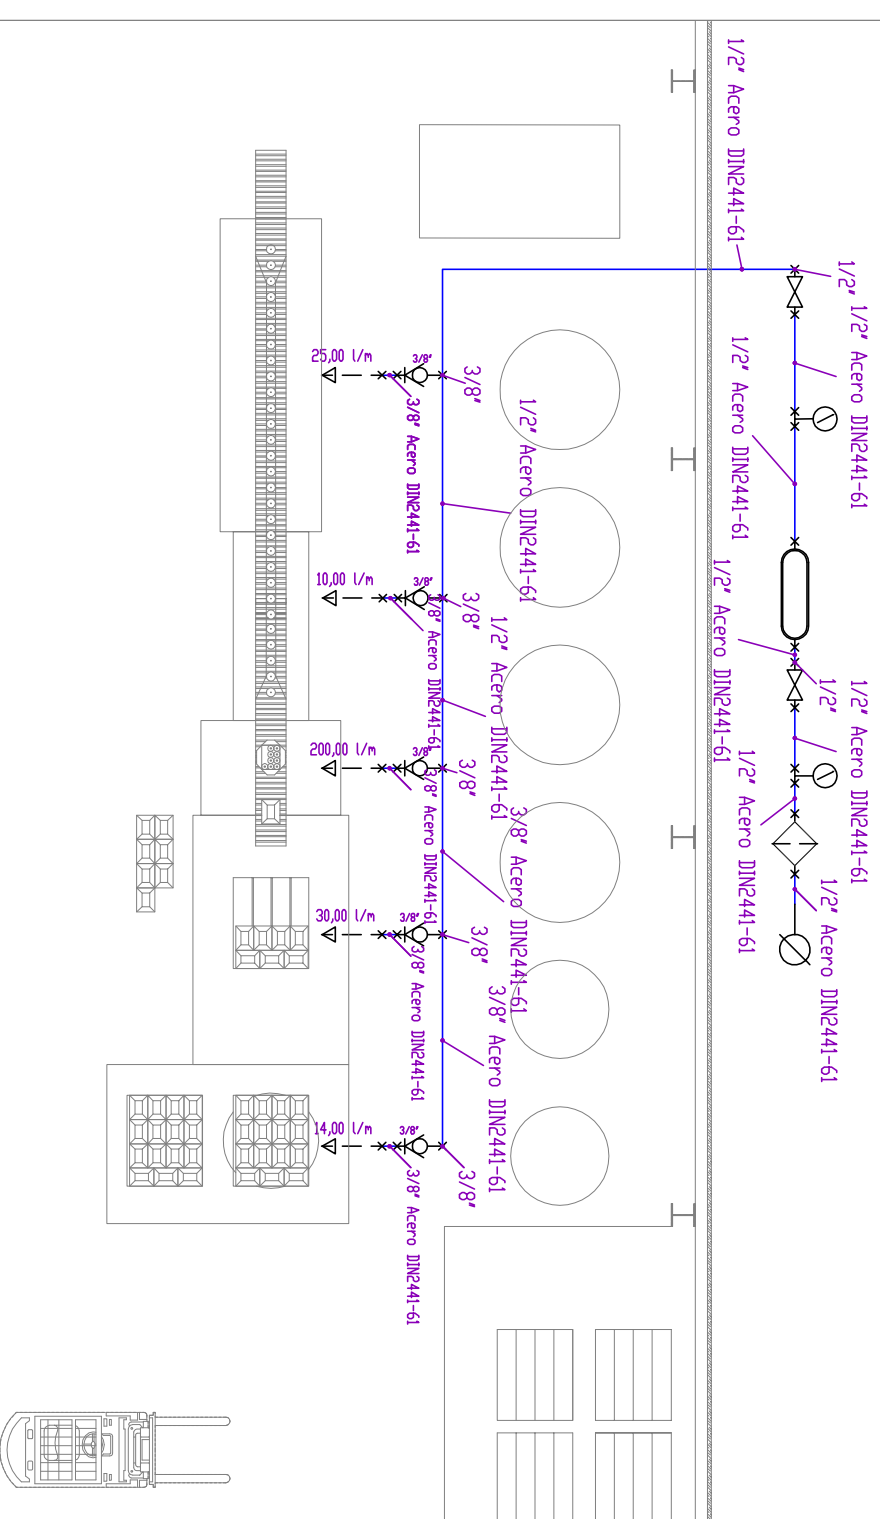 1/2" Acero DIN2441-61
1/2"
1/2" Acero DIN2441-61
1/2" Acero DIN2441-61
1/2" Acero DIN2441-61
1/2"
1/2" Acero DIN2441-61
1/2" Acero DIN2441-61
1/2" Acero DIN2441-61
25,00 l/m
3/8"
3/8"
3/8" Acero DIN2441-61
1/2" Acero DIN2441-61
10,00 l/m
3/8"
3/8"
3/8" Acero DIN2441-61
1/2" Acero DIN2441-61
200,00 l/m
3/8"
3/8"
3/8" Acero DIN2441-61
3/8" Acero DIN2441-61
30,00 l/m
3/8"
3/8"
3/8" Acero DIN2441-61
3/8" Acero DIN2441-61
14,00 l/m
3/8"
3/8"
3/8" Acero DIN2441-61